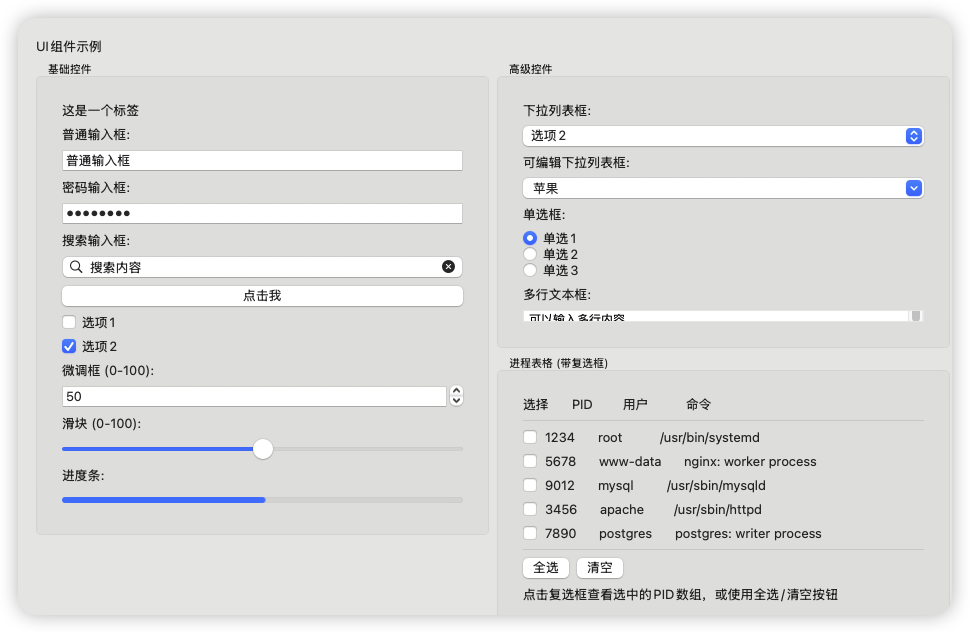 UI组件示例
基础控件
这是一个标签
普通输入框:
普通输入框
密码输入框:
●●●●●●●●
搜索输入框:
搜索内容
点击我
选项1
选项2
微调框 (0-100):
50
滑块 (0-100):
进度条:
高级控件
下拉列表框:
选项2
可编辑下拉列表框:
苹果
单选框:
单选1
单选2
单选3
多行文本框:
可以输入多行内容
进程表格 (带复选框)
选择 PID 用户 命令
1234 root /usr/bin/systemd
5678 www-data nginx: worker process
9012 mysql /usr/sbin/mysqld
3456 apache /usr/sbin/httpd
7890 postgres postgres: writer process
全选 清空
点击复选框查看选中的PID数组，或使用全选/清空按钮